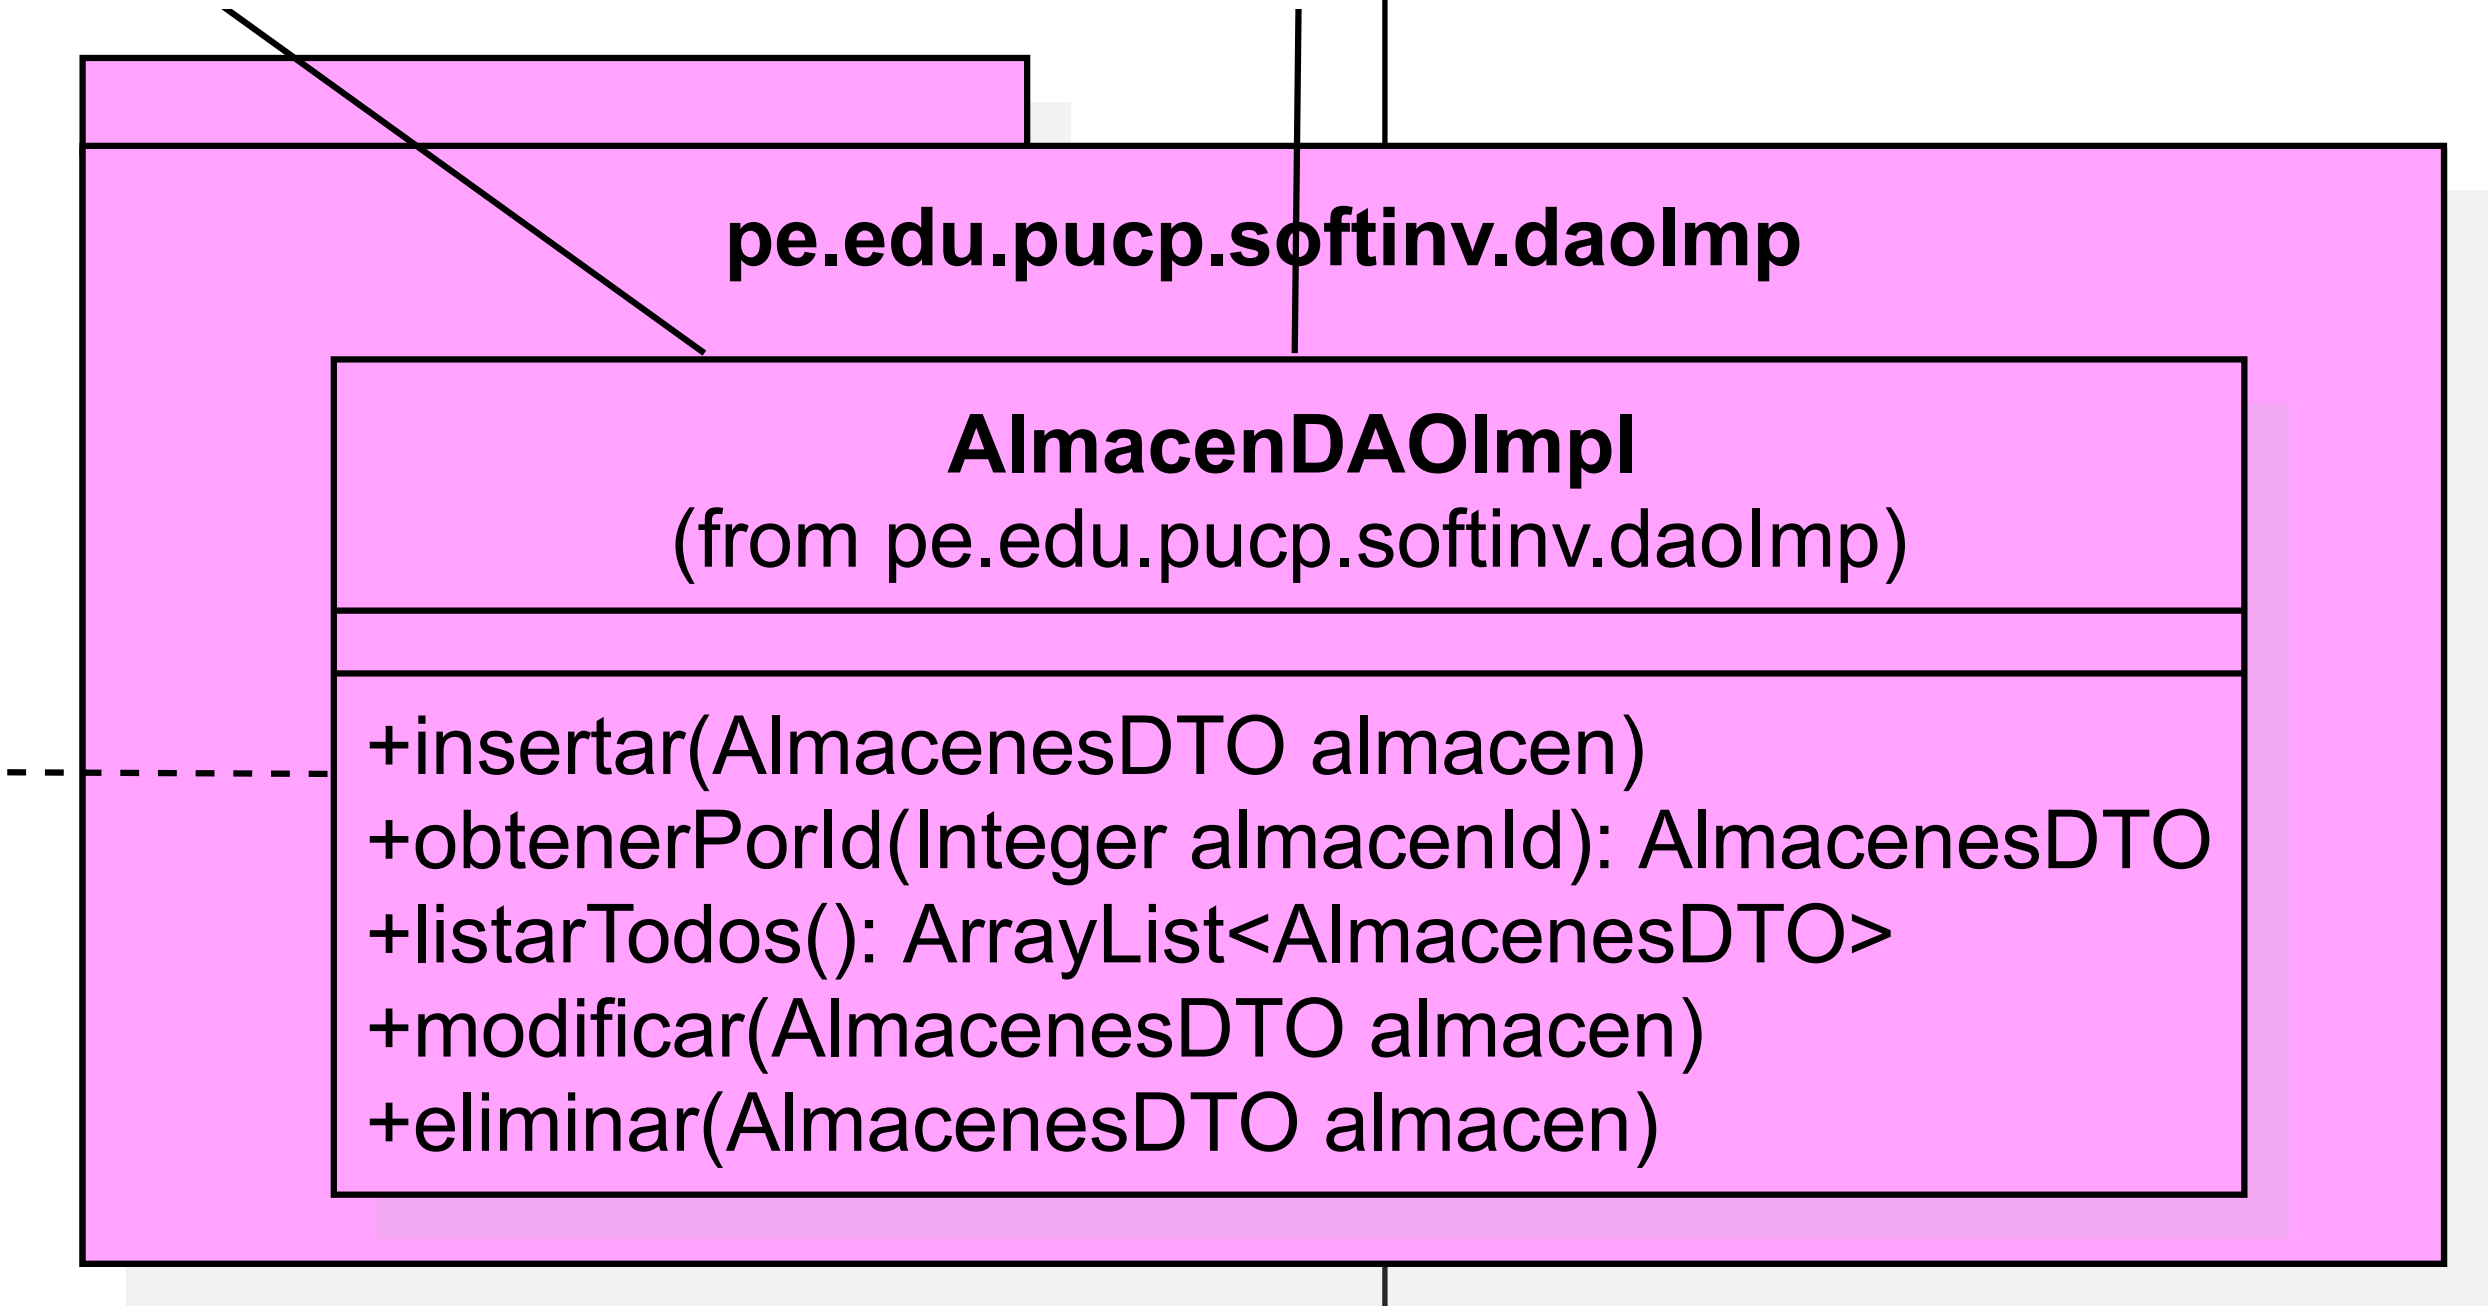 pe.edu.pucp.softinv.daoImp
AlmacenDAOImpl
(from pe.edu.pucp.softinv.daoImp)
+insertar(AlmacenesDTO almacen)
+obtenerPorId(Integer almacenId): AlmacenesDTO
+listarTodos(): ArrayList<AlmacenesDTO>
+modificar(AlmacenesDTO almacen)
+eliminar(AlmacenesDTO almacen)